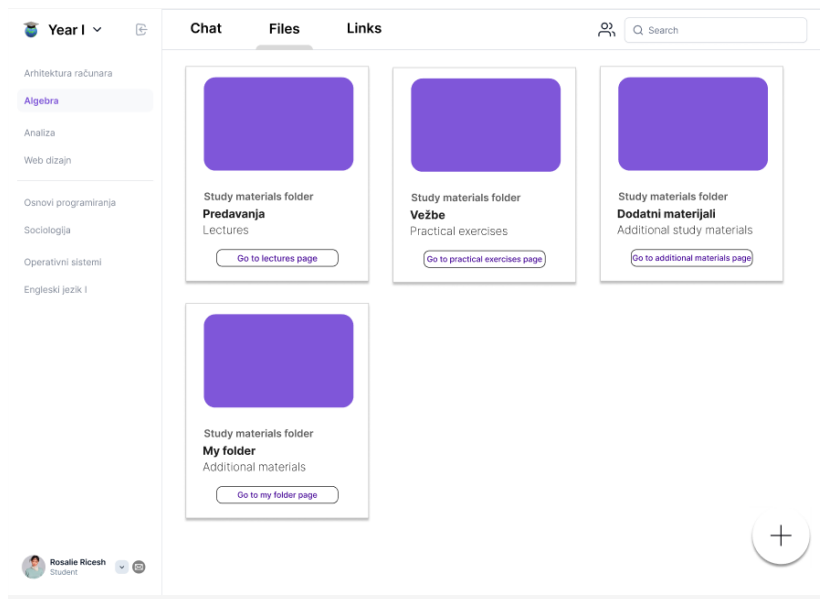 Year I
Arhitektura računara
Algebra
Analiza
Web dizajn
Osnovi programiranja
Sociologija
Operativni sistemi
Engleski jezik I
Rosalie Ricesh
Student
Chat Files Links
Search
Study materials folder
Predavanja
Lectures
Go to lectures page
Study materials folder
Vežbe
Practical exercises
Go to practical exercises page
Study materials folder
Dodatni materijali
Additional study materials
Go to additional materials page
Study materials folder
My folder
Additional materials
Go to my folder page